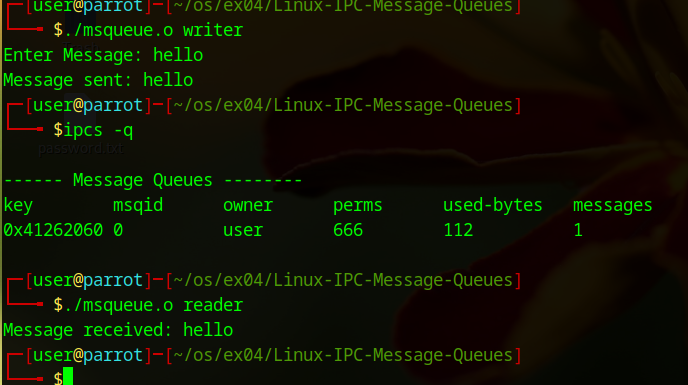 ┌─[user@parrot]─[~/os/ex04/Linux-IPC-Message-Queues]
└──╼ $./msqueue.o writer
Enter Message: hello
Message sent: hello
┌─[user@parrot]─[~/os/ex04/Linux-IPC-Message-Queues]
└──╼ $ipcs -q
password.txt
------ Message Queues --------
key        msqid      owner      perms      used-bytes   messages
0x41262060 0          user       666        112          1
┌─[user@parrot]─[~/os/ex04/Linux-IPC-Message-Queues]
└──╼ $./msqueue.o reader
Message received: hello
┌─[user@parrot]─[~/os/ex04/Linux-IPC-Message-Queues]
└──╼ $